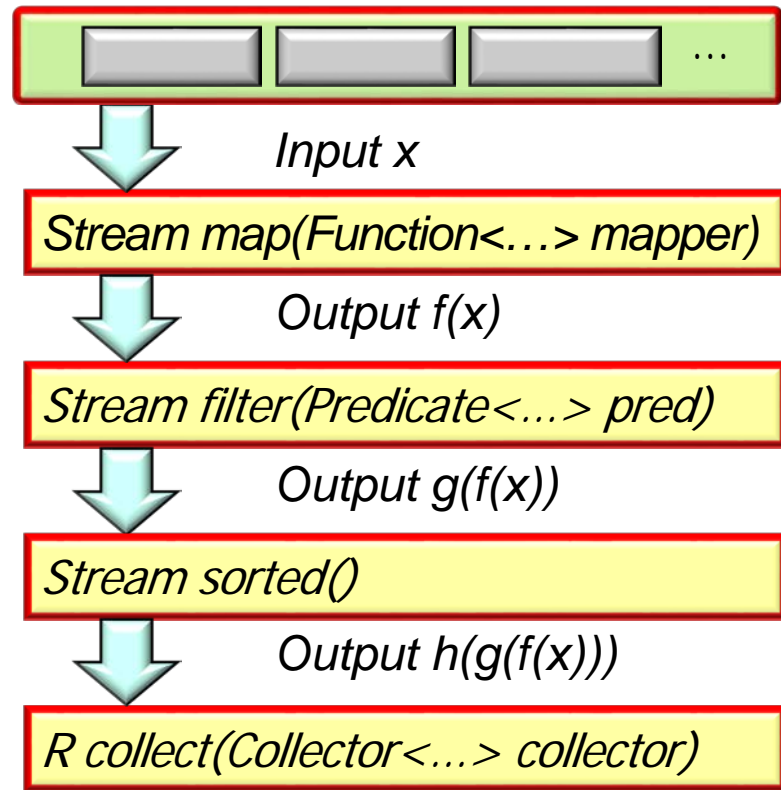 …
Input x
Stream map(Function<…> mapper)
Output f(x)
Stream filter(Predicate<…> pred)
Output g(f(x))
Stream sorted()
Output h(g(f(x)))
R collect(Collector<…> collector)